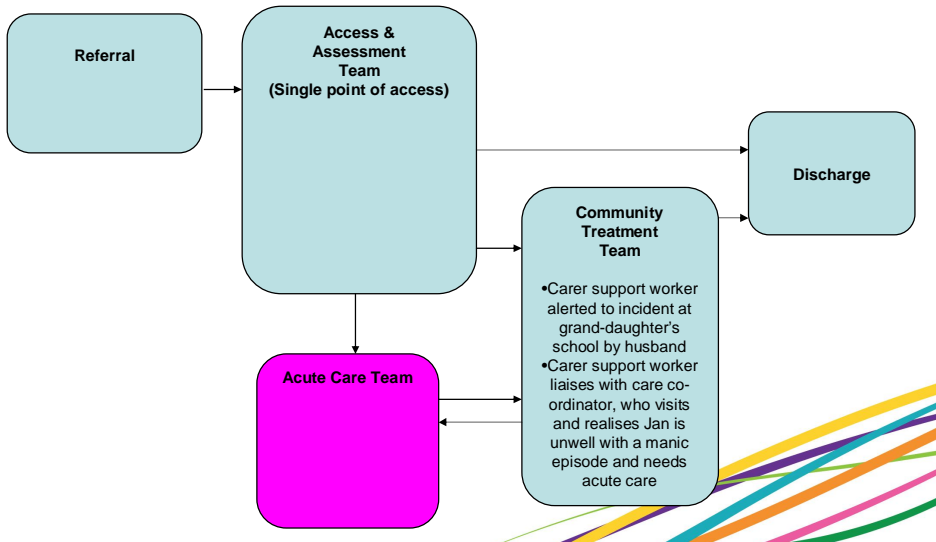 Referral
Access &
Assessment
Team
(Single point of access)
Discharge
Community
Treatment
Team
•Carer support worker
alerted to incident at
grand-daughter's
school by husband
•Carer support worker
liaises with care co-
ordinator, who visits
and realises Jan is
unwell with a manic
episode and needs
acute care
Acute Care Team